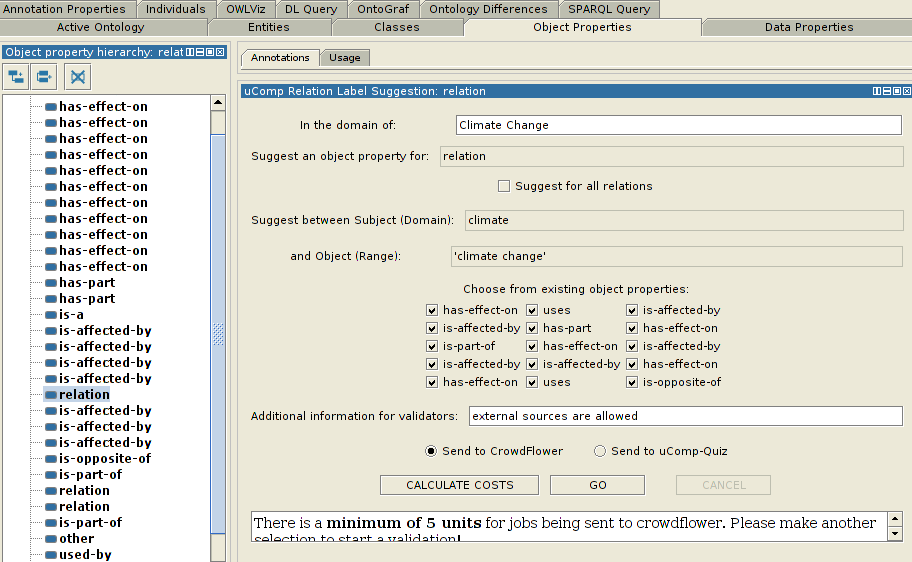 Annotation Properties Individuals OWLViz DL Query OntoGraf Ontology Differences SPARQL Query
Active Ontology Entities Classes Object Properties Data Properties
Object property hierarchy: relat
has-effect-on
has-effect-on
has-effect-on
has-effect-on
has-effect-on
has-effect-on
has-effect-on
has-effect-on
has-effect-on
has-effect-on
has-effect-on
has-part
has-part
is-a
is-affected-by
is-affected-by
is-affected-by
is-affected-by
relation
is-affected-by
is-affected-by
is-affected-by
is-opposite-of
is-part-of
relation
relation
is-part-of
other
used-by
Annotations Usage
uComp Relation Label Suggestion: relation
In the domain of: Climate Change
Suggest an object property for: relation
Suggest for all relations
Suggest between Subject (Domain): climate
and Object (Range): 'climate change'
Choose from existing object properties:
has-effect-on uses is-affected-by
is-affected-by has-part has-effect-on
is-part-of has-effect-on is-affected-by
is-affected-by is-affected-by has-effect-on
has-effect-on uses is-opposite-of
Additional information for validators: external sources are allowed
Send to CrowdFlower Send to uComp-Quiz
CALCULATE COSTS GO CANCEL
There is a minimum of 5 units for jobs being sent to crowdflower. Please make another
selection to start a validation!